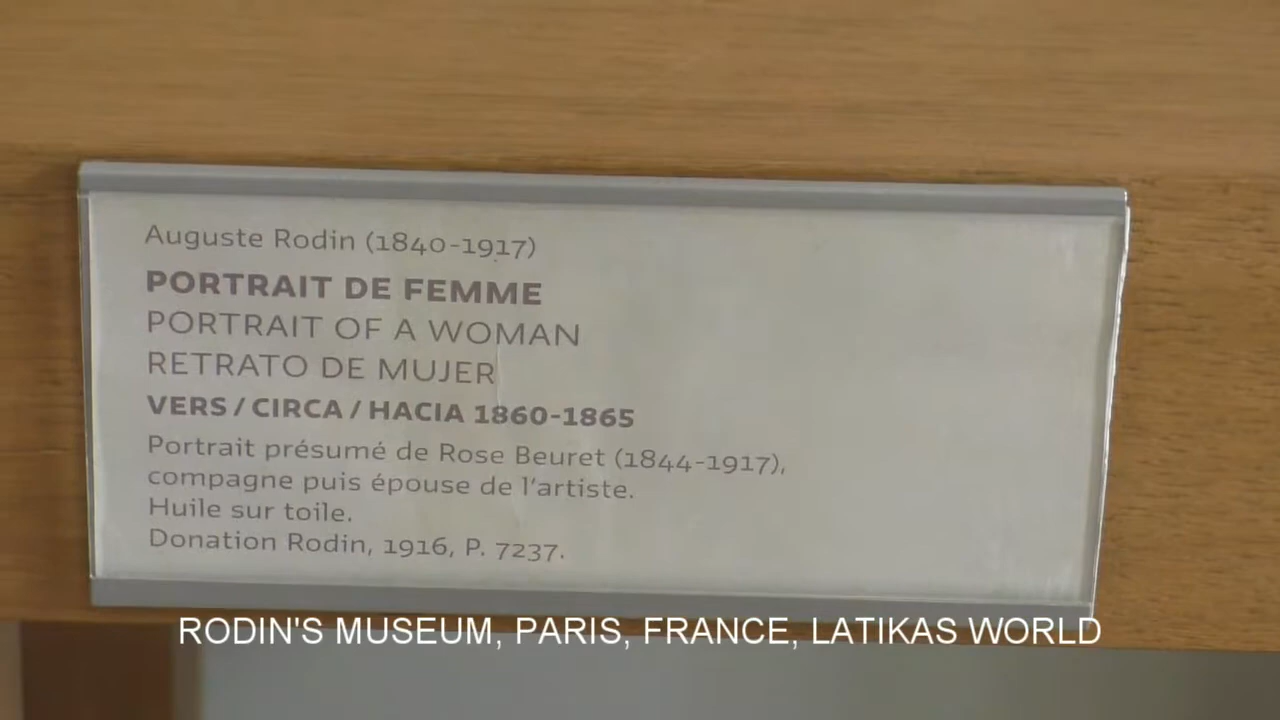 Auguste Rodin (1840-1917)
PORTRAIT DE FEMME
PORTRAIT OF A WOMAN
RETRATO DE MUJER
VERS / CIRCA / HACIA 1860-1865
Portrait présumé de Rose Beuret (1844-1917),
compagne puis épouse de l'artiste.
Huile sur toile.
Donation Rodin, 1916, P. 7237.
RODIN'S MUSEUM, PARIS, FRANCE, LATIKAS WORLD